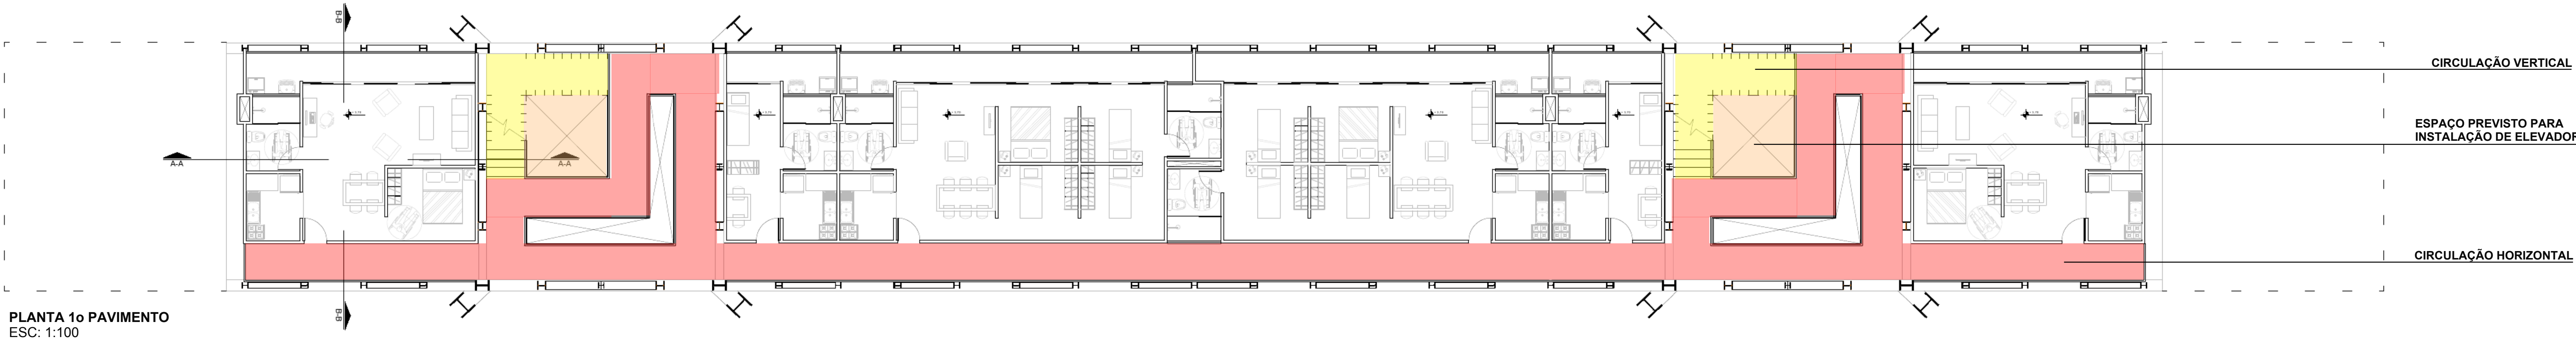 B-B
CIRCULAÇÃO VERTICAL
ESPAÇO PREVISTO PARA
INSTALAÇÃO DE ELEVADOR
A-A
A-A
CIRCULAÇÃO HORIZONTAL
B-B
PLANTA 1o PAVIMENTO
ESC: 1:100